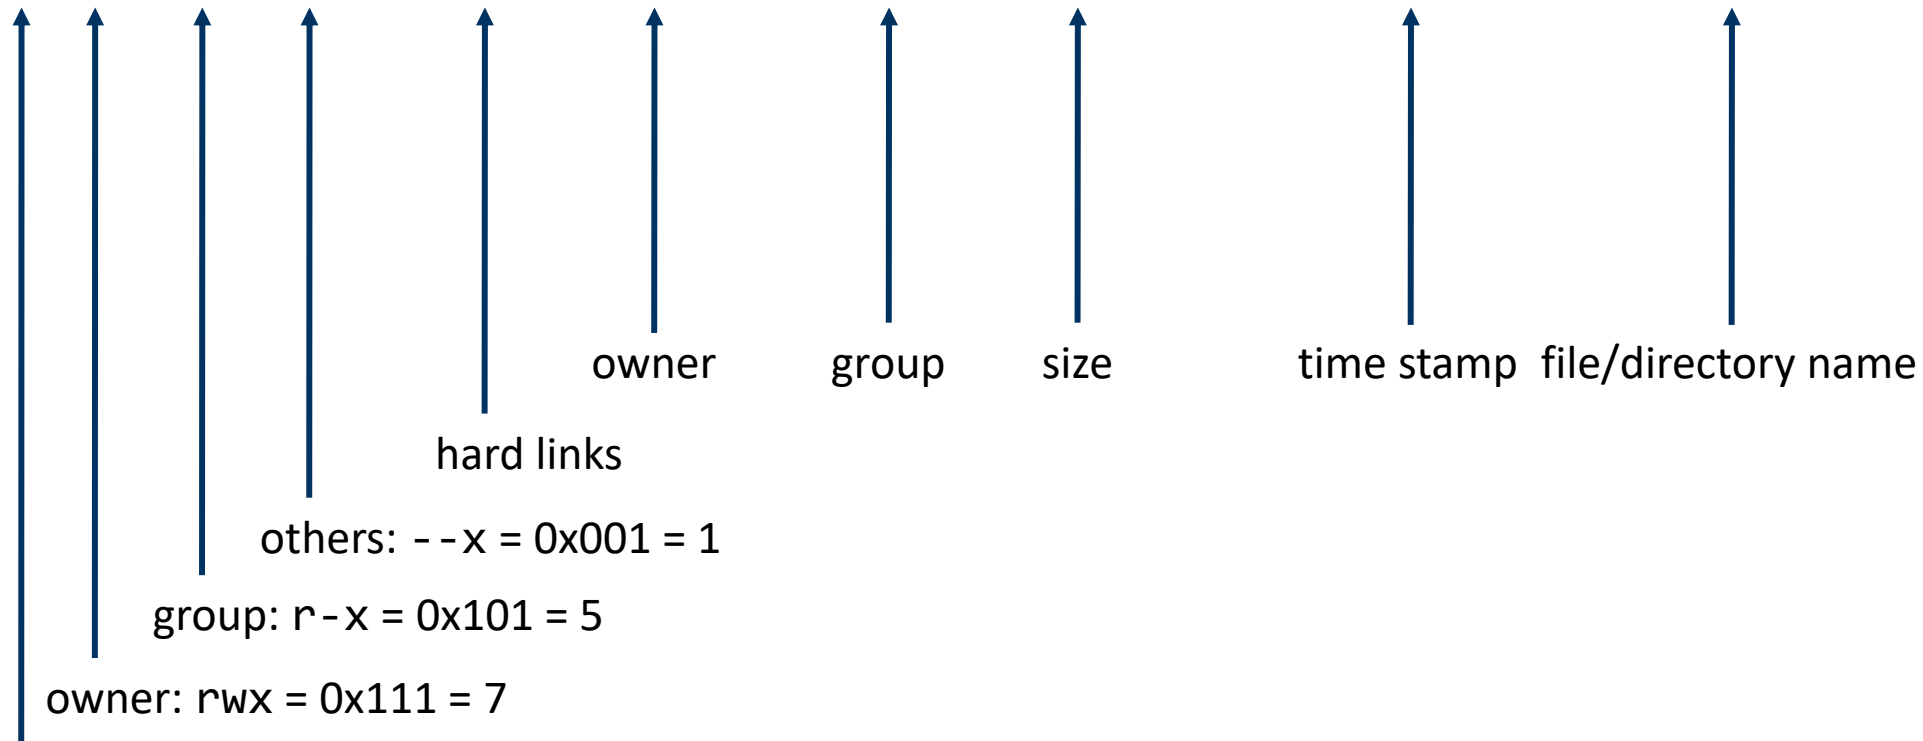 owner group size time stamp file/directory name
hard links
others: --x = 0x001 = 1
group: r-x = 0x101 = 5
owner: rwx = 0x111 = 7